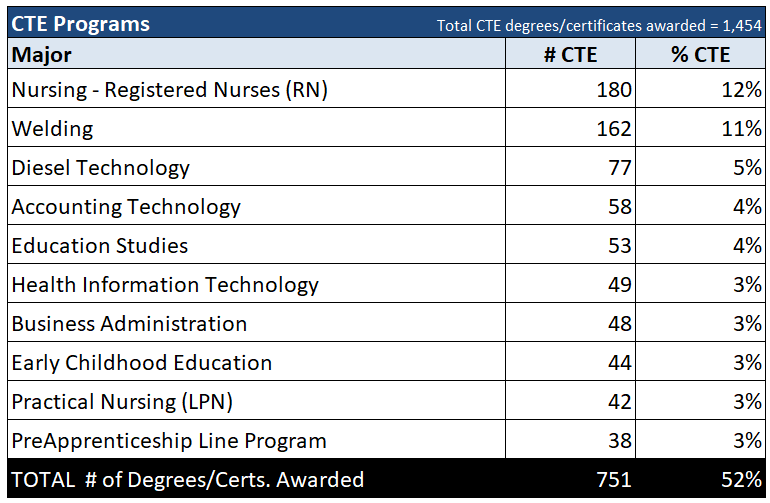 CTE Programs Total CTE degrees/certificates awarded = 1,454
Major # CTE % CTE
Nursing - Registered Nurses (RN) 180 12%
Welding 162 11%
Diesel Technology 77 5%
Accounting Technology 58 4%
Education Studies 53 4%
Health Information Technology 49 3%
Business Administration 48 3%
Early Childhood Education 44 3%
Practical Nursing (LPN) 42 3%
PreApprenticeship Line Program 38 3%
TOTAL # of Degrees/Certs. Awarded 751 52%